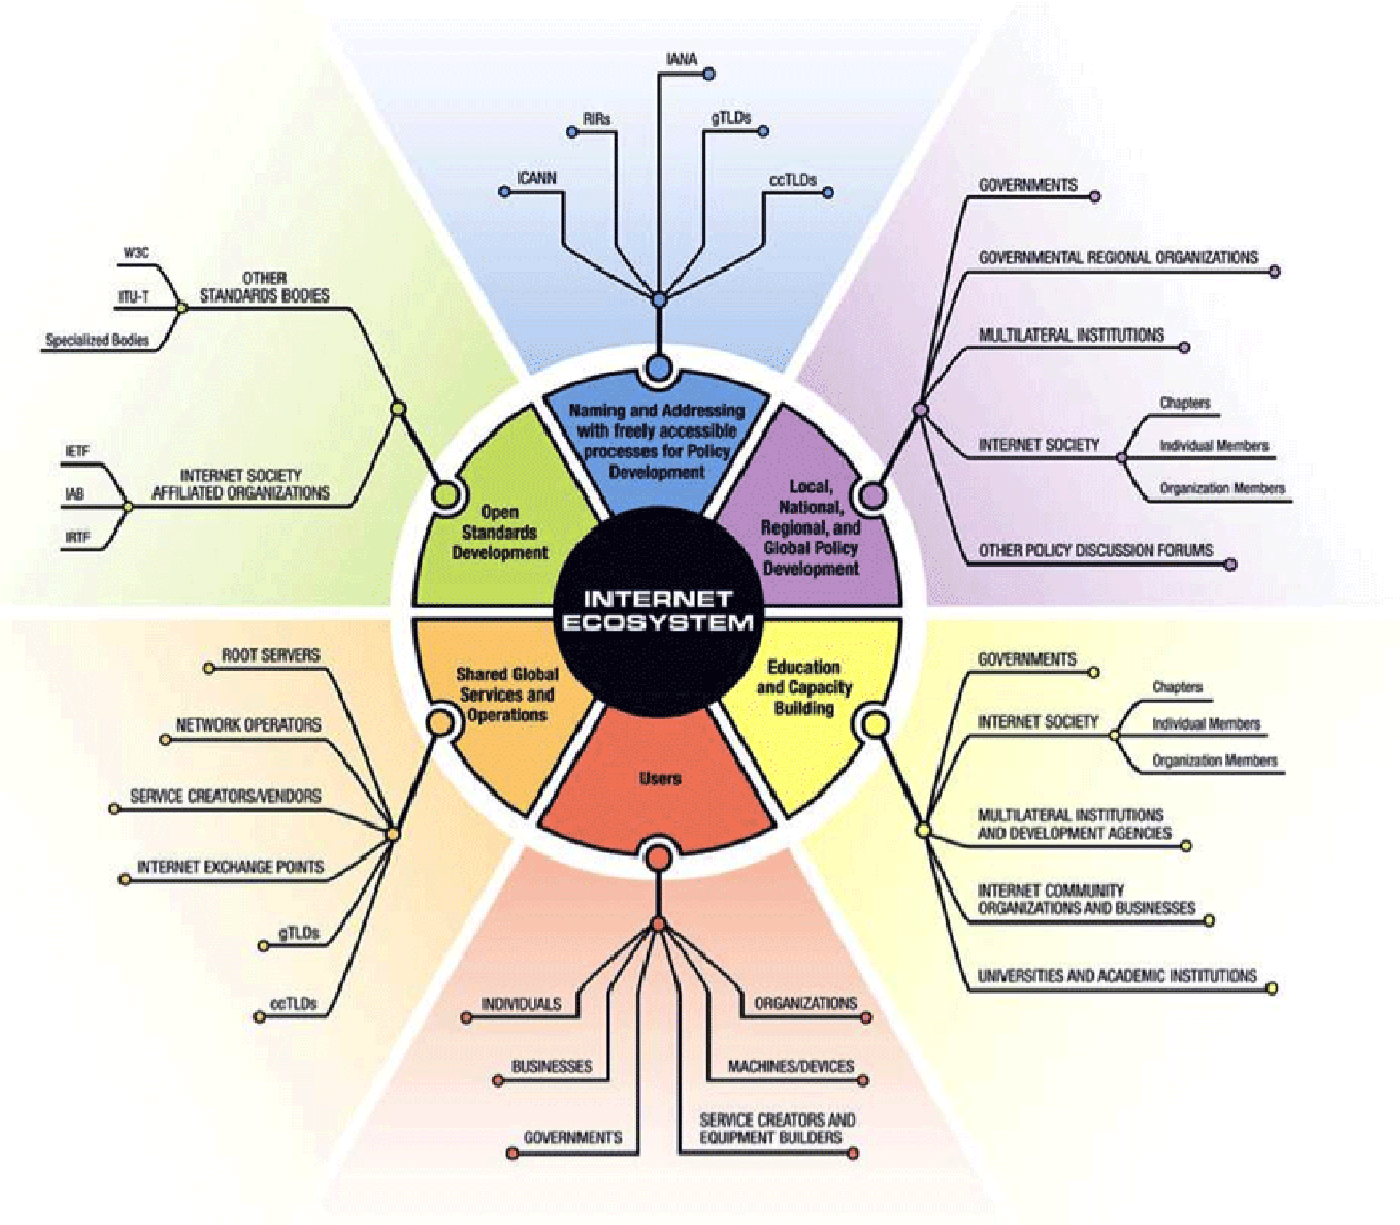 IANA
RIRs
gTLDs
ICANN
ccTLDs
W3C
ITU-T
Specialized Bodies
OTHER
STANDARDS BODIES
IETF
IAB
IRTF
INTERNET SOCIETY
AFFILIATED ORGANIZATIONS
Open
Standards
Development
Naming and Addressing
with freely accessible
processes for Policy
Development
Local,
National,
Regional, and
Global Policy
Development
GOVERNMENTS
GOVERNMENTAL REGIONAL ORGANIZATIONS
MULTILATERAL INSTITUTIONS
INTERNET SOCIETY
Chapters
Individual Members
Organization Members
OTHER POLICY DISCUSSION FORUMS
INTERNET
ECOSYSTEM
Shared Global
Services and
Operations
ROOT SERVERS
NETWORK OPERATORS
SERVICE CREATORS/VENDORS
INTERNET EXCHANGE POINTS
gTLDs
ccTLDs
Users
INDIVIDUALS
BUSINESSES
GOVERNMENTS
ORGANIZATIONS
MACHINES/DEVICES
SERVICE CREATORS AND
EQUIPMENT BUILDERS
Education
and Capacity
Building
GOVERNMENTS
INTERNET SOCIETY
Chapters
Individual Members
Organization Members
MULTILATERAL INSTITUTIONS
AND DEVELOPMENT AGENCIES
INTERNET COMMUNITY
ORGANIZATIONS AND BUSINESSES
UNIVERSITIES AND ACADEMIC INSTITUTIONS